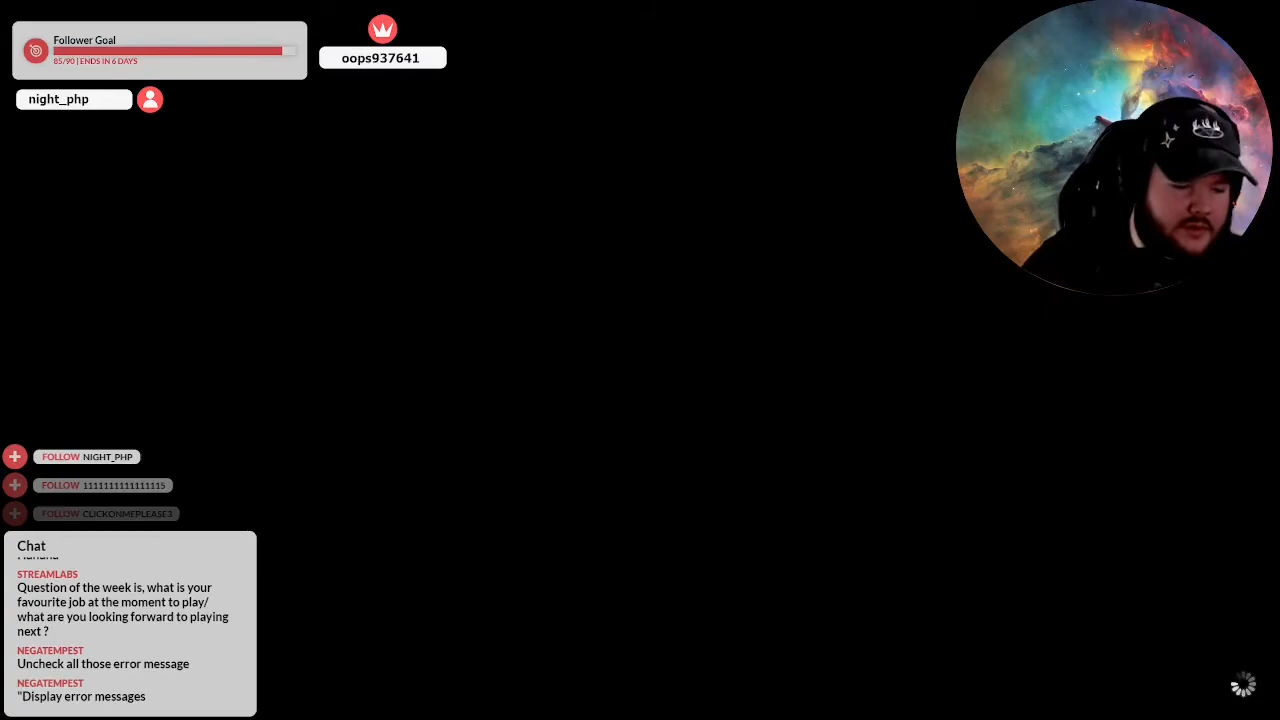 Follower Goal
85/90 | ENDS IN 6 DAYS
oops937641
night_php
FOLLOW NIGHT_PHP
FOLLOW 1111111111111115
FOLLOW CLICKONMEPLEASE3
Chat
STREAMLABS
Question of the week is, what is your
favourite job at the moment to play/
what are you looking forward to playing
next ?
NEGATEMPEST
Uncheck all those error message
NEGATEMPEST
"Display error messages